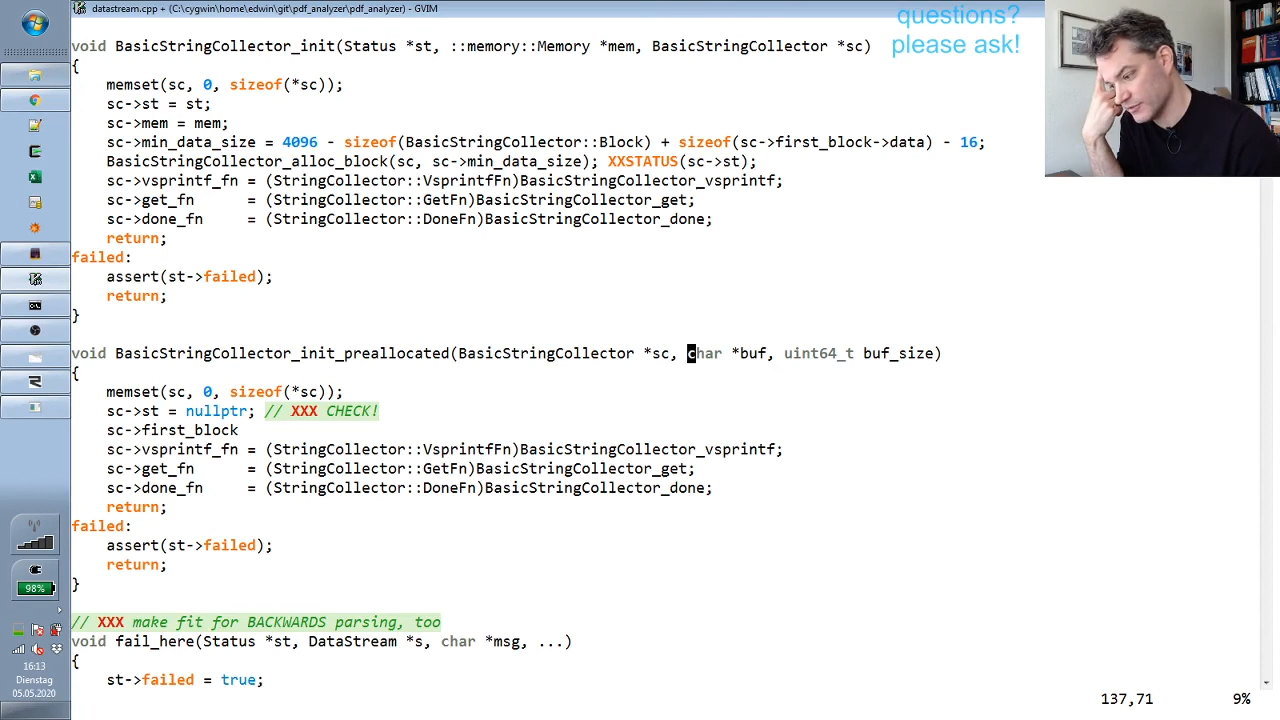 datastream.cpp + (C:\cygwin\home\edwin\git\pdf_analyzer\pdf_analyzer) - GVIM
questions?
please ask!
void BasicStringCollector_init(Status *st, ::memory::Memory *mem, BasicStringCollector *sc)
{
memset(sc, 0, sizeof(*sc));
sc->st = st;
sc->mem = mem;
sc->min_data_size = 4096 - sizeof(BasicStringCollector::Block) + sizeof(sc->first_block->data) - 16;
BasicStringCollector_alloc_block(sc, sc->min_data_size); XXSTATUS(sc->st);
sc->vsprintf_fn = (StringCollector::VsprintfFn)BasicStringCollector_vsprintf;
sc->get_fn = (StringCollector::GetFn)BasicStringCollector_get;
sc->done_fn = (StringCollector::DoneFn)BasicStringCollector_done;
return;
failed:
assert(st->failed);
return;
}
void BasicStringCollector_init_preallocated(BasicStringCollector *sc, char *buf, uint64_t buf_size)
{
memset(sc, 0, sizeof(*sc));
sc->st = nullptr; // XXX CHECK!
sc->first_block
sc->vsprintf_fn = (StringCollector::VsprintfFn)BasicStringCollector_vsprintf;
sc->get_fn = (StringCollector::GetFn)BasicStringCollector_get;
sc->done_fn = (StringCollector::DoneFn)BasicStringCollector_done;
return;
failed:
assert(st->failed);
return;
}
// XXX make fit for BACKWARDS parsing, too
void fail_here(Status *st, DataStream *s, char *msg, ...)
{
st->failed = true;
137,71 9%
98%
16:13
Dienstag
05.05.2020